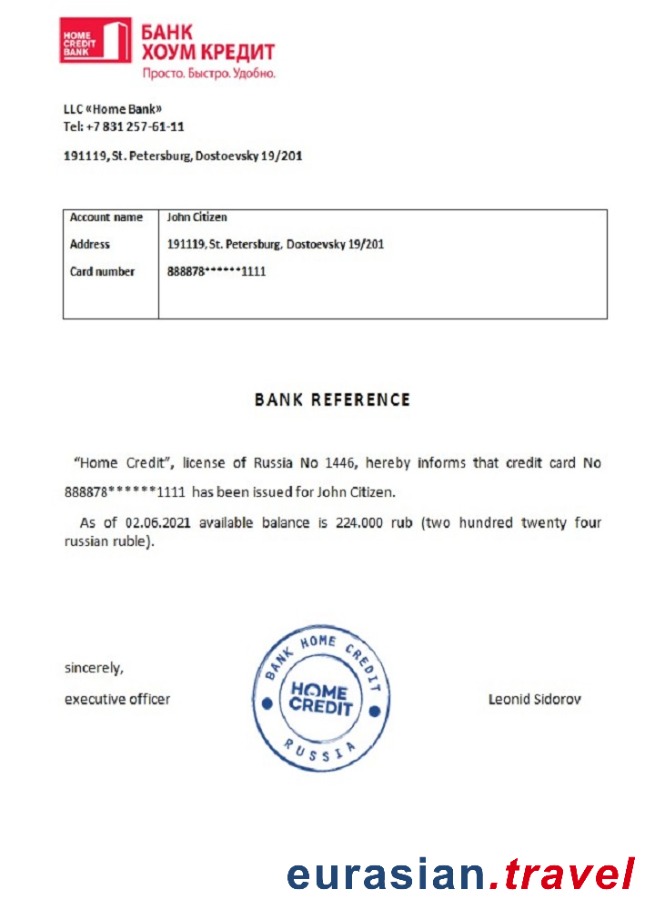 HOME
CREDIT
BANK
БАНК
ХОУМ КРЕДИТ
Просто. Быстро. Удобно.
LLC «Home Bank»
Tel: +7 831 257-61-11
191119, St. Petersburg, Dostoevsky 19/201
Account name John Citizen
Address 191119, St. Petersburg, Dostoevsky 19/201
Card number 888878******1111
BANK REFERENCE
“Home Credit”, license of Russia No 1446, hereby informs that credit card No
888878******1111 has been issued for John Citizen.
As of 02.06.2021 available balance is 224.000 rub (two hundred twenty four
russian ruble).
sincerely,
executive officer
BANK HOME CREDIT
HOME
CREDIT
RUSSIA
Leonid Sidorov
eurasian.travel